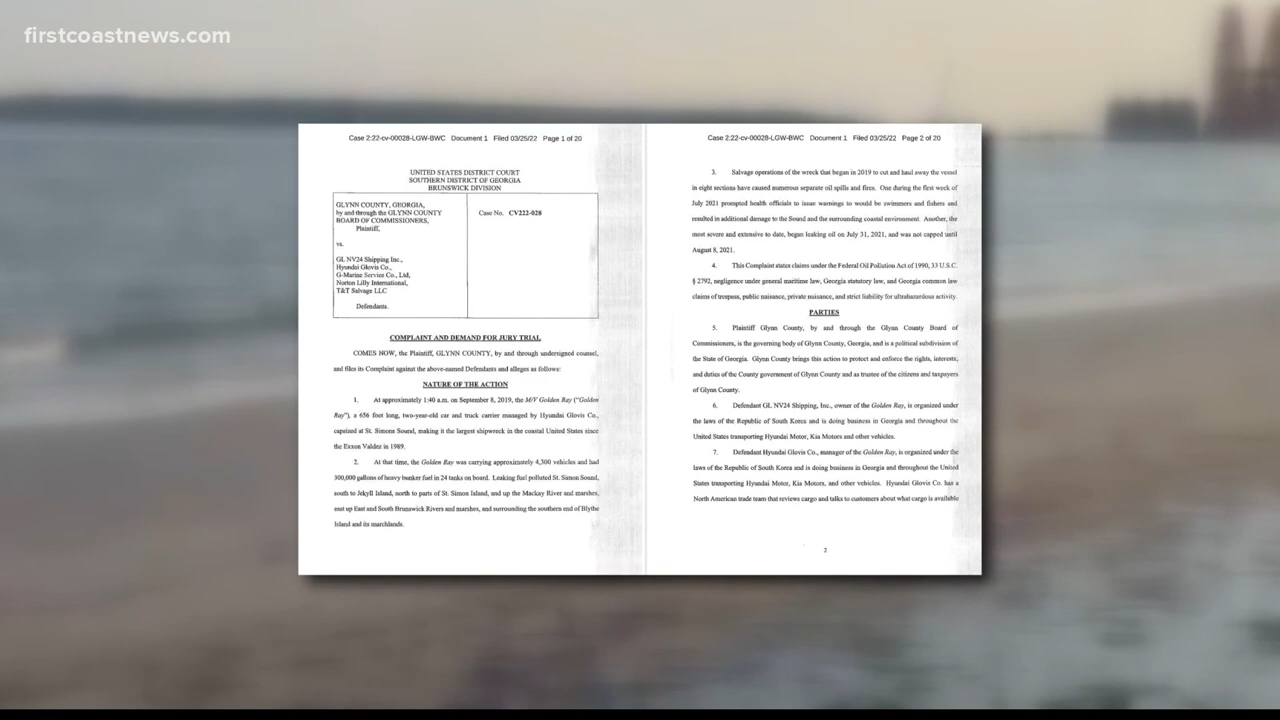 firstcoastnews.com
Case 2:22-cv-00028-LGW-BWC Document 1 Filed 03/25/22 Page 1 of 20
UNITED STATES DISTRICT COURT
SOUTHERN DISTRICT OF GEORGIA
BRUNSWICK DIVISION
GLYNN COUNTY, GEORGIA,
by and through the GLYNN COUNTY
BOARD OF COMMISSIONERS,
Plaintiff,
vs.
GL NV24 Shipping Inc.,
Hyundai Glovis Co.,
G-Marine Service Co., Ltd,
Norton Lilly International,
T&T Salvage LLC
Defendants.
Case No. CV222-028
COMPLAINT AND DEMAND FOR JURY TRIAL
COMES NOW, the Plaintiff, GLYNN COUNTY, by and through undersigned counsel,
and files its Complaint against the above-named Defendants and alleges as follows:
NATURE OF THE ACTION
1. At approximately 1:40 a.m. on September 8, 2019, the M/V Golden Ray ("Golden
Ray"), a 656 foot long, two-year-old car and truck carrier managed by Hyundai Glovis Co.,
capsized at St. Simons Sound, making it the largest shipwreck in the coastal United States since
the Exxon Valdez in 1989.
2. At that time, the Golden Ray was carrying approximately 4,300 vehicles and had
300,000 gallons of heavy bunker fuel in 24 tanks on board. Leaking fuel polluted St. Simon Sound,
south to Jekyll Island, north to parts of St. Simon Island, and up the Mackay River and marshes,
east up East and South Brunswick Rivers and marshes, and surrounding the southern end of Blythe
Island and its marshlands.
Case 2:22-cv-00028-LGW-BWC Document 1 Filed 03/25/22 Page 2 of 20
3. Salvage operations of the wreck that began in 2019 to cut and haul away the vessel
in eight sections have caused numerous separate oil spills and fires. One during the first week of
July 2021 prompted health officials to issue warnings to would be swimmers and fishers and
resulted in additional damage to the Sound and the surrounding coastal environment. Another, the
most severe and extensive to date, began leaking oil on July 31, 2021, and was not capped until
August 8, 2021.
4. This Complaint states claims under the Federal Oil Pollution Act of 1990, 33 U.S.C.
§ 2792, negligence under general maritime law, Georgia statutory law, and Georgia common law
claims of trespass, public nuisance, private nuisance, and strict liability for ultrahazardous activity.
PARTIES
5. Plaintiff Glynn County, by and through the Glynn County Board of
Commissioners, is the governing body of Glynn County, Georgia, and is a political subdivision of
the State of Georgia. Glynn County brings this action to protect and enforce the rights, interests,
and duties of the County government of Glynn County and as trustee of the citizens and taxpayers
of Glynn County.
6. Defendant GL NV24 Shipping, Inc., owner of the Golden Ray, is organized under
the laws of the Republic of South Korea and is doing business in Georgia and throughout the
United States transporting Hyundai Motor, Kia Motors and other vehicles.
7. Defendant Hyundai Glovis Co., manager of the Golden Ray, is organized under the
laws of the Republic of South Korea and is doing business in Georgia and throughout the United
States transporting Hyundai Motor, Kia Motors, and other vehicles. Hyundai Glovis Co. has a
North American trade team that reviews cargo and talks to customers about what cargo is available
2